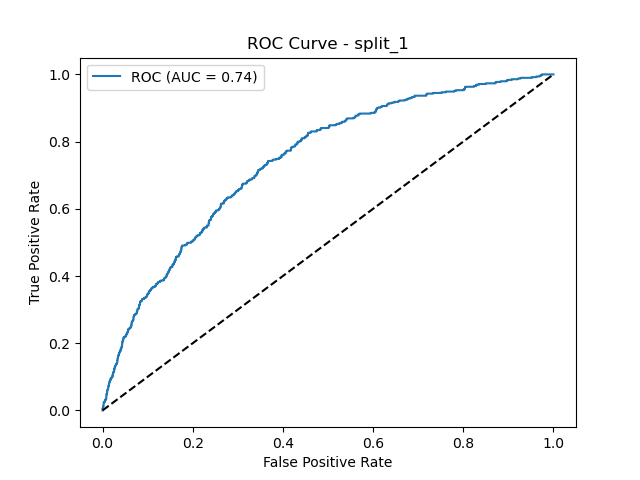 ROC Curve - split_1
ROC (AUC = 0.74)
True Positive Rate
1.0
0.8
0.6
0.4
0.2
0.0
0.0 0.2 0.4 0.6 0.8 1.0
False Positive Rate